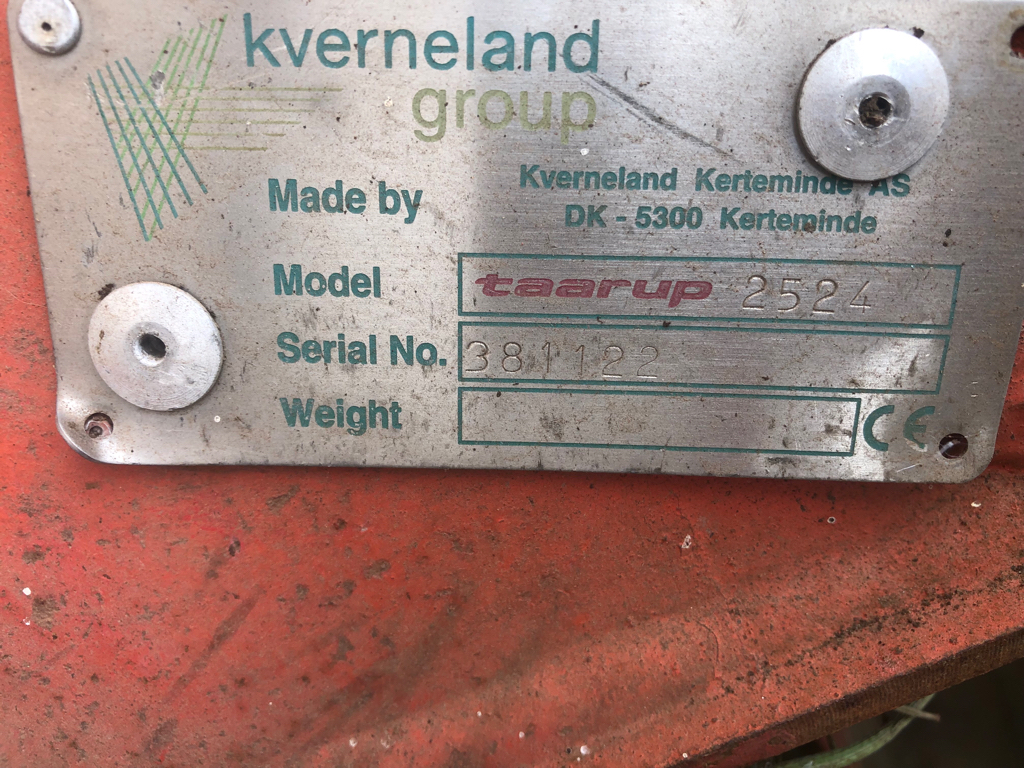 kverneland
group
Made by Kverneland Kerteminde AS
DK - 5300 Kerteminde
Model taarup 2524
Serial No. 381122
Weight CE